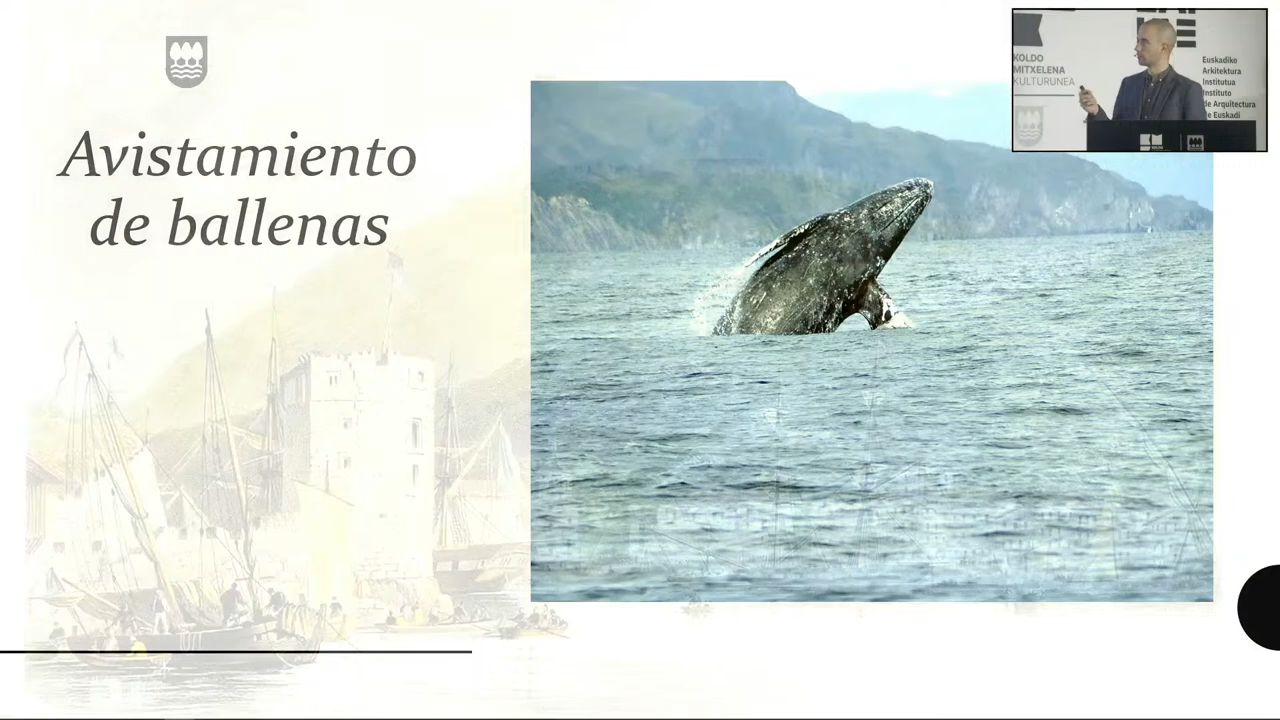 Avistamiento
de ballenas
KOLDO
MITXELENA
KULTURUNEA
Euskadiko
Arkitektura
Institutua
Instituto
de Arquitectura
de Euskadi